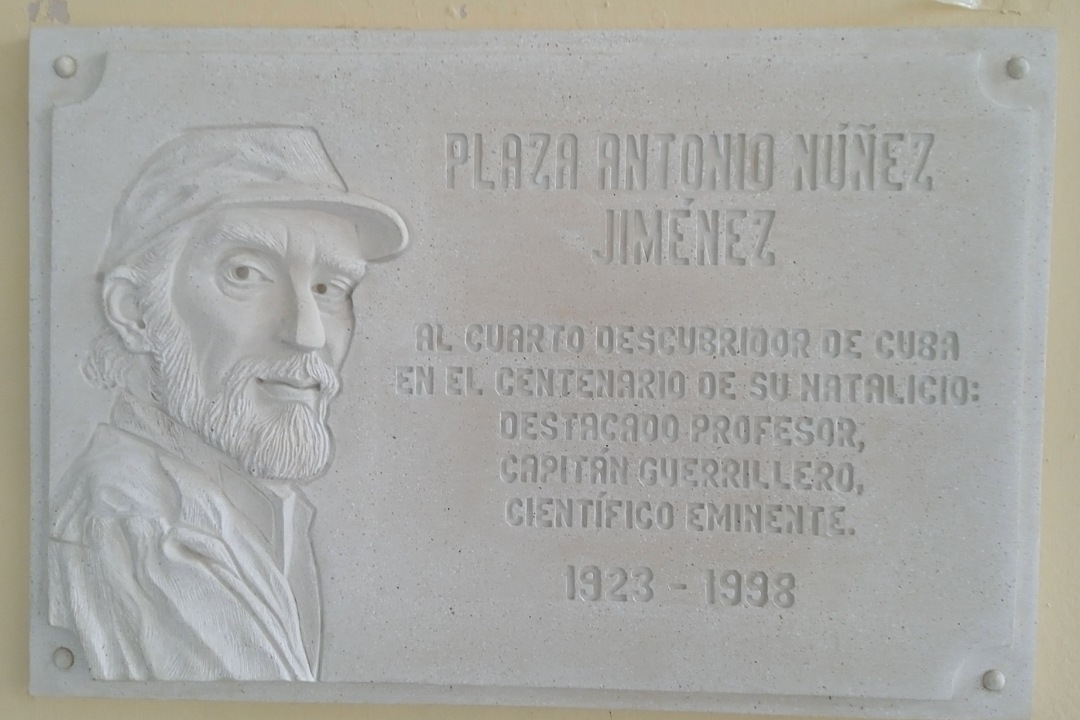 PLAZA ANTONIO NÚÑEZ
JIMÉNEZ
AL CUARTO DESCUBRIDOR DE CUBA
EN EL CENTENARIO DE SU NATALICIO:
DESTACADO PROFESOR,
CAPITÁN GUERRILLERO,
CIENTÍFICO EMINENTE.
1923 - 1998